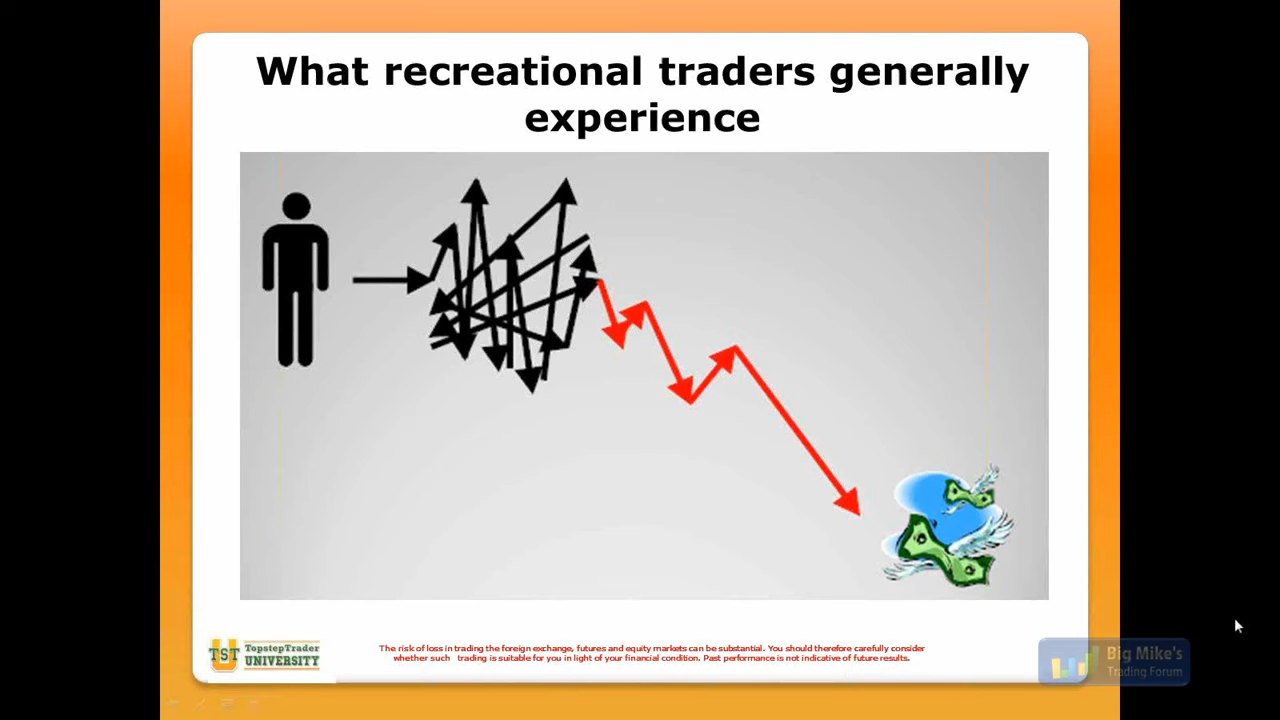 What recreational traders generally
experience
TST
TopstepTrader
UNIVERSITY
The risk of loss in trading the foreign exchange, futures and equity markets can be substantial. You should therefore carefully consider
whether such trading is suitable for you in light of your financial condition. Past performance is not indicative of future results.
Big Mike's
Trading Forum